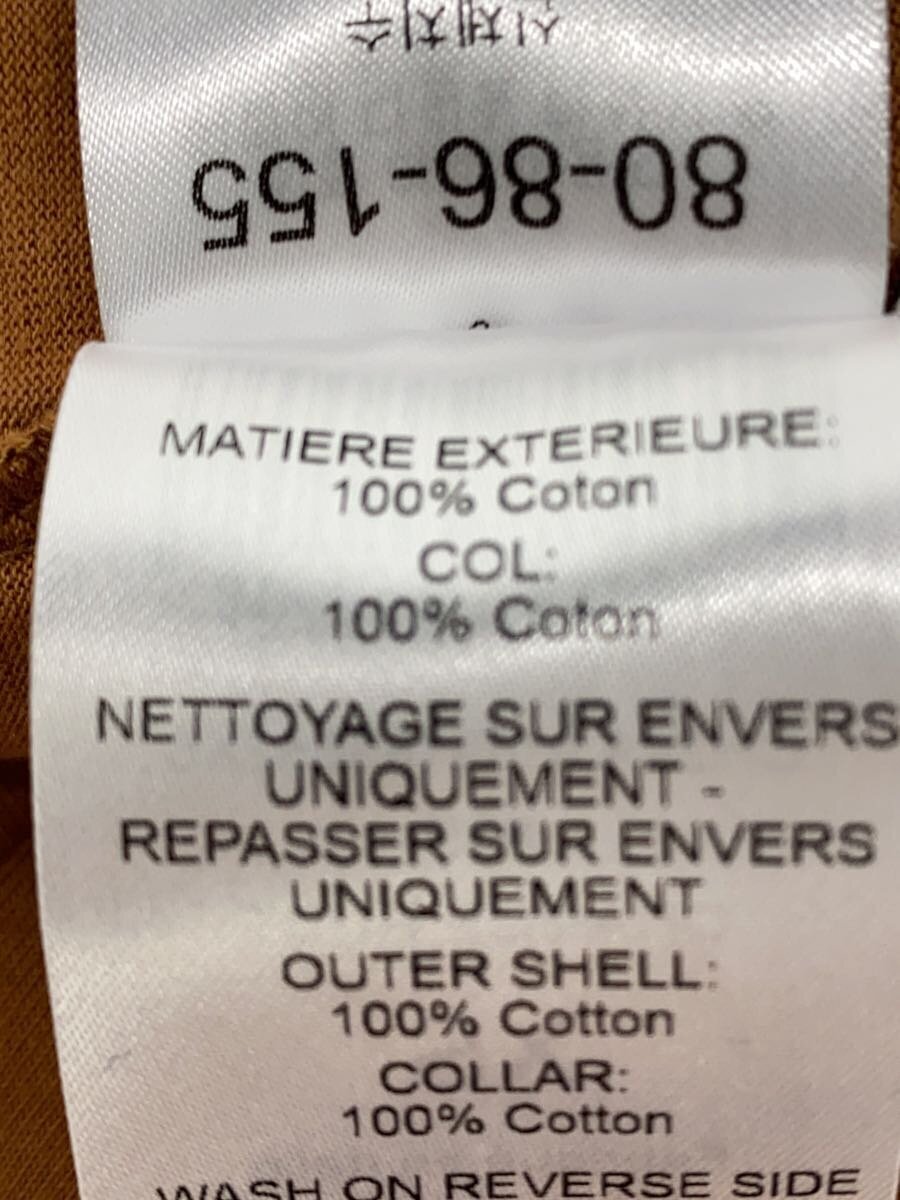 80-86-155
MATIERE EXTERIEURE:
100% Coton
COL:
100% Coton
NETTOYAGE SUR ENVERS
UNIQUEMENT -
REPASSER SUR ENVERS
UNIQUEMENT
OUTER SHELL:
100% Cotton
COLLAR:
100% Cotton
WASH ON REVERSE SIDE